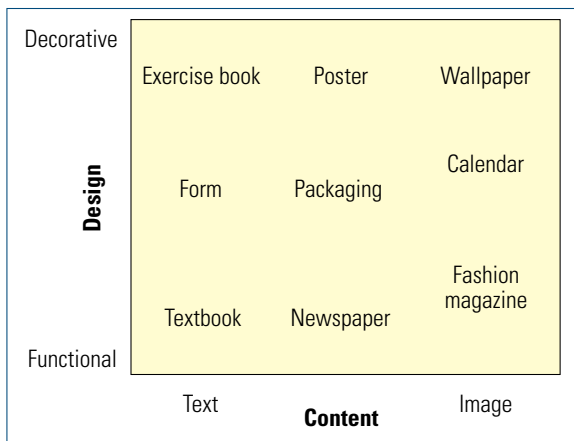 Decorative
Exercise book Poster Wallpaper
Calendar
Design
Form Packaging
Fashion
magazine
Textbook Newspaper
Functional
Text Image
Content